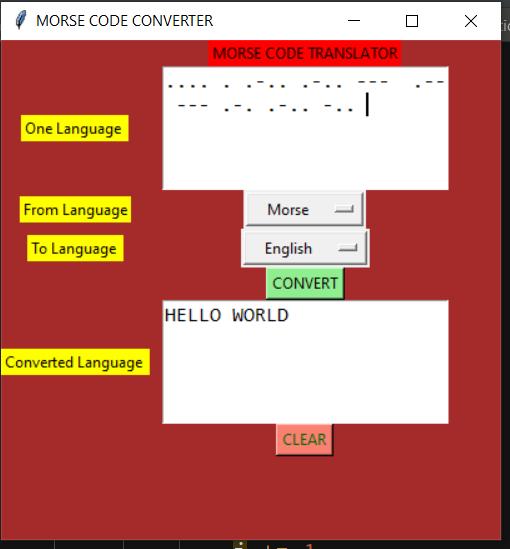 MORSE CODE CONVERTER
MORSE CODE TRANSLATOR
One Language
.... . .-.. .-.. ---  .--
 --- .-. .-.. -..
From Language
Morse
To Language
English
CONVERT
Converted Language
HELLO WORLD
CLEAR